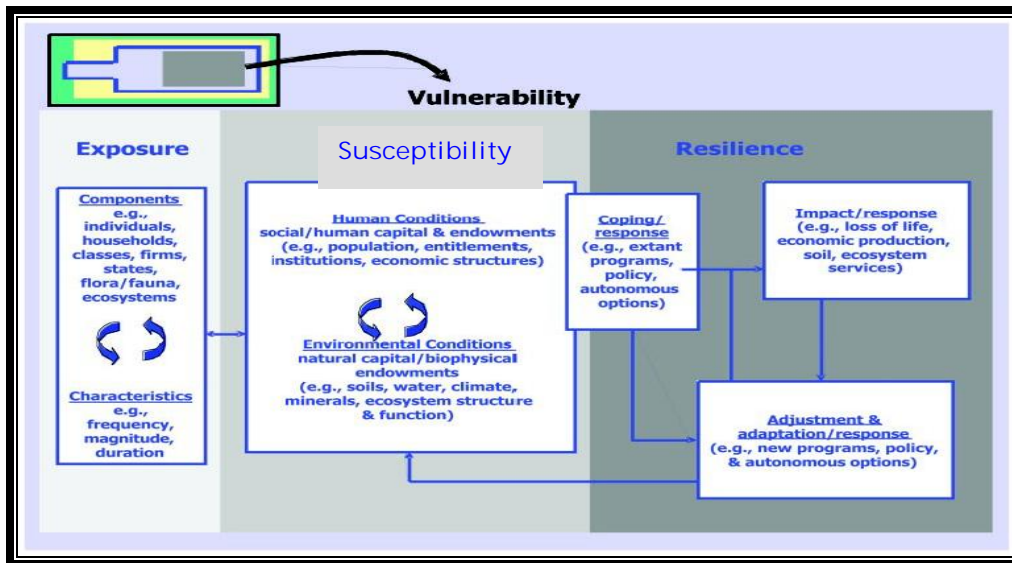 Vulnerability
Exposure
Susceptibility
Resilience
Components
e.g.,
individuals,
households,
classes, firms,
states,
flora/fauna,
ecosystems
Characteristics
e.g.,
frequency,
magnitude,
duration
Human Conditions
social/human capital & endowments
(e.g., population, entitlements,
institutions, economic structures)
Environmental Conditions
natural capital/biophysical
endowments
(e.g., soils, water, climate,
minerals, ecosystem structure
& function)
Coping/
response
(e.g., extant
programs,
policy,
autonomous
options)
Impact/response
(e.g., loss of life,
economic production,
soil, ecosystem
services)
Adjustment &
adaptation/response
(e.g., new programs, policy,
& autonomous options)